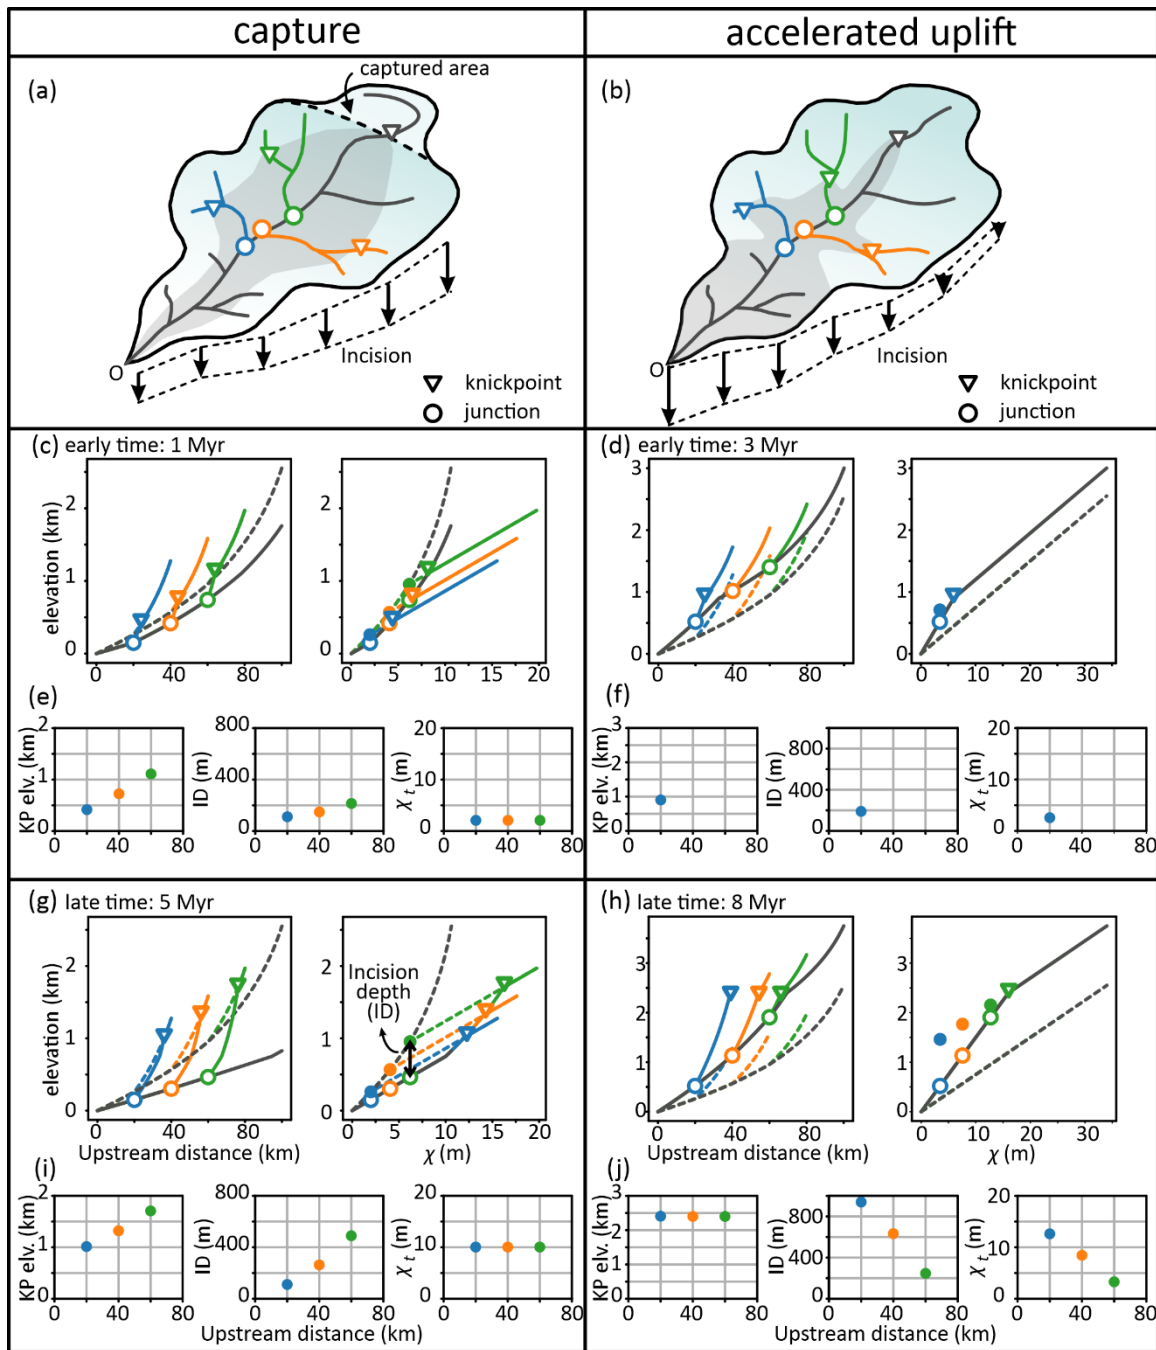 capture
accelerated uplift
(a)
captured area
O
Incision
knickpoint
junction
(b)
O
Incision
knickpoint
junction
(c) early time: 1 Myr
elevation (km)
2
1
0
0 40 80
0 5 10 15 20
(d) early time: 3 Myr
3
2
1
0
0 40 80
3
2
1
0
0 10 20 30
(e)
KP elv. (km)
2
1
0
0 40 80
ID (m)
800
400
0
0 40 80
χ t (m)
20
10
0
0 40 80
(f)
KP elv. (km)
3
2
1
0
0 40 80
ID (m)
800
400
0
0 40 80
χ t (m)
20
10
0
0 40 80
(g) late time: 5 Myr
elevation (km)
2
1
0
0 40 80
Upstream distance (km)
2
1
0
Incision
depth
(ID)
0 5 10 15 20
χ (m)
(h) late time: 8 Myr
3
2
1
0
0 40 80
Upstream distance (km)
3
2
1
0
0 10 20 30
χ (m)
(i)
KP elv. (km)
2
1
0
0 40 80
ID (m)
800
400
0
0 40 80
χ t (m)
20
10
0
0 40 80
Upstream distance (km)
(j)
KP elv. (km)
3
2
1
0
0 40 80
ID (m)
800
400
0
0 40 80
χ t (m)
20
10
0
0 40 80
Upstream distance (km)